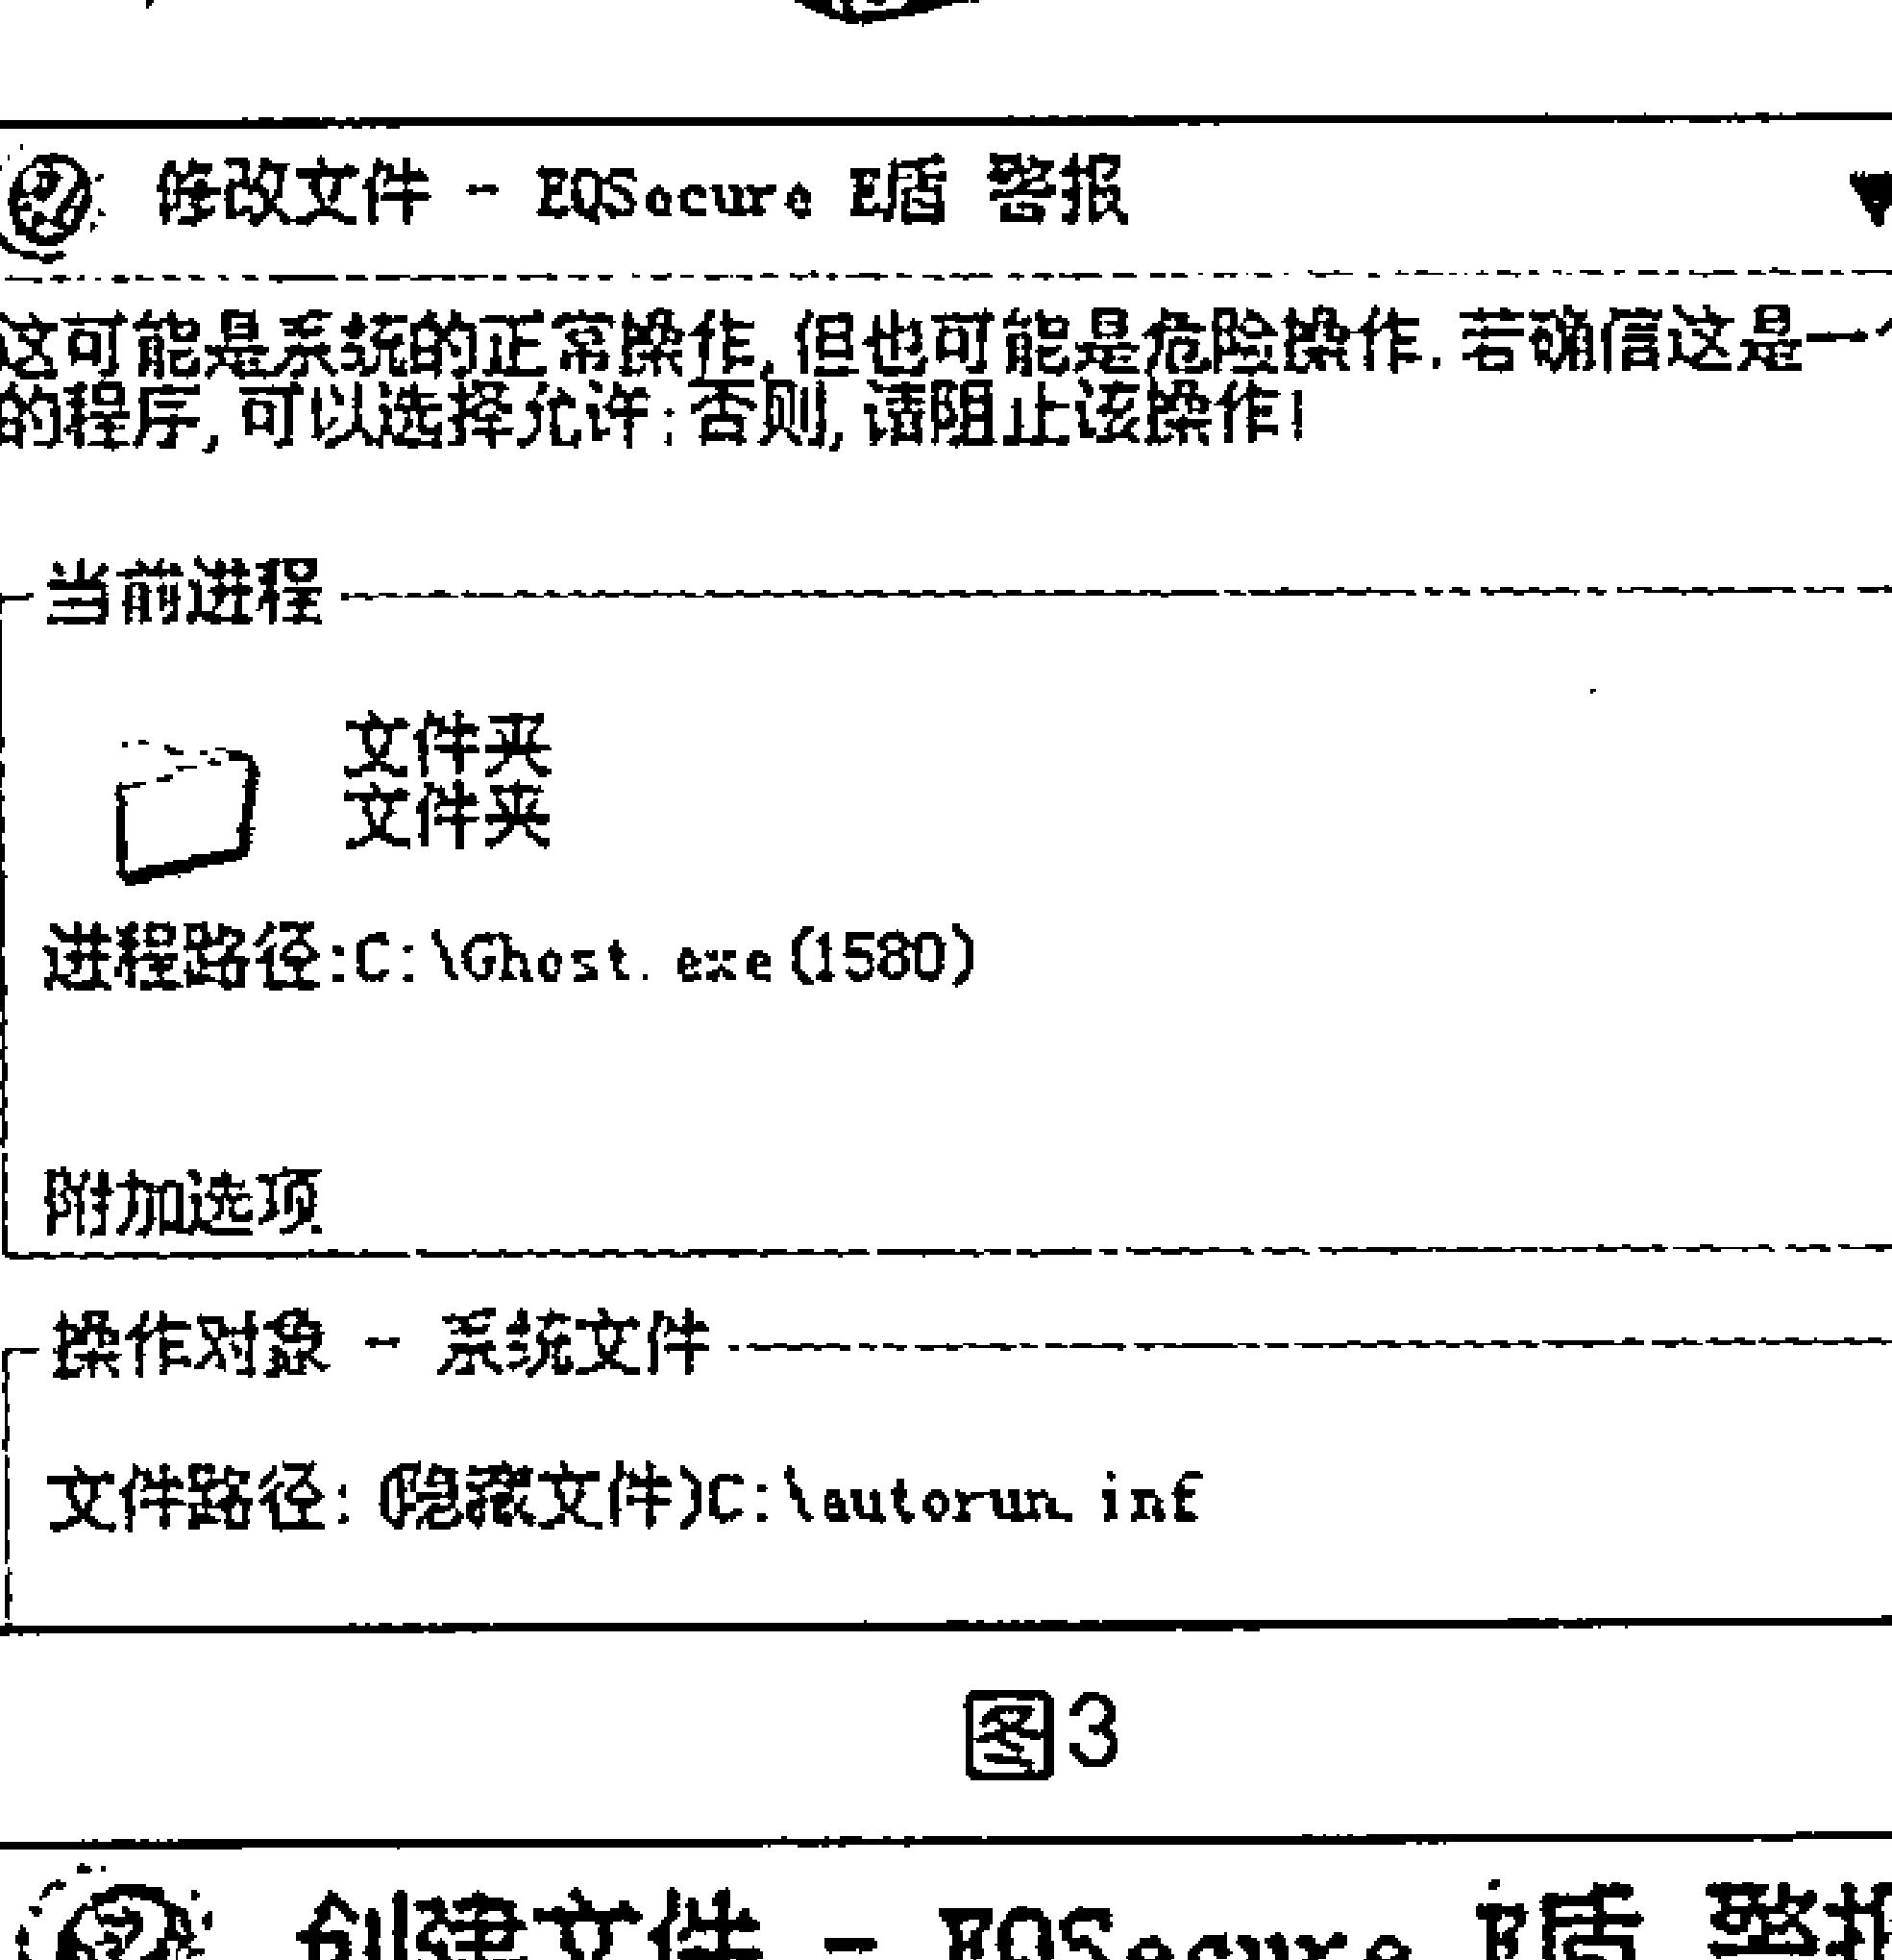 修改文件 - EQSecure E盾 警报
这可能是系统的正常操作,但也可能是危险操作.若确信这是一个
的程序,可以选择允许;否则,请阻止该操作!
当前进程
文件夹
文件夹
进程路径:C:\Ghost.exe(1580)
附加选项
操作对象 - 系统文件
文件路径:(隐藏文件)C:\autorun.inf
图3
创建文件 - EQSecure E盾 警报